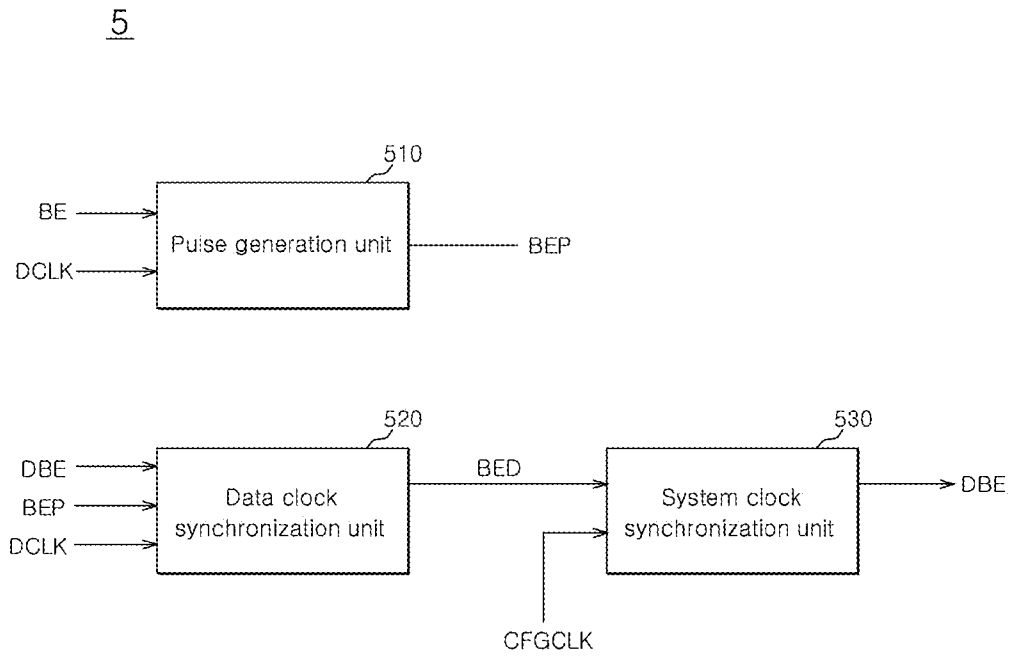 5
510
BE
DCLK
Pulse generation unit
BEP
520
DBE
BEP
DCLK
Data clock
synchronization unit
BED
530
System clock
synchronization unit
DBE
CFGCLK